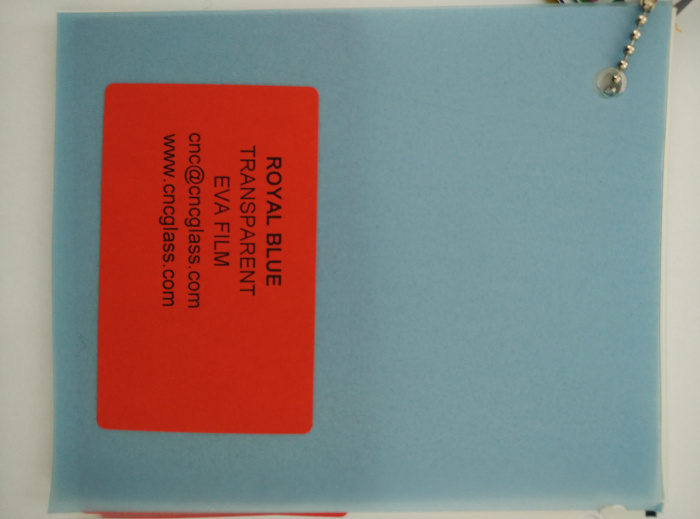 ROYAL BLUE
TRANSPARENT
EVA FILM
cnc@cncglass.com
www.cncglass.com